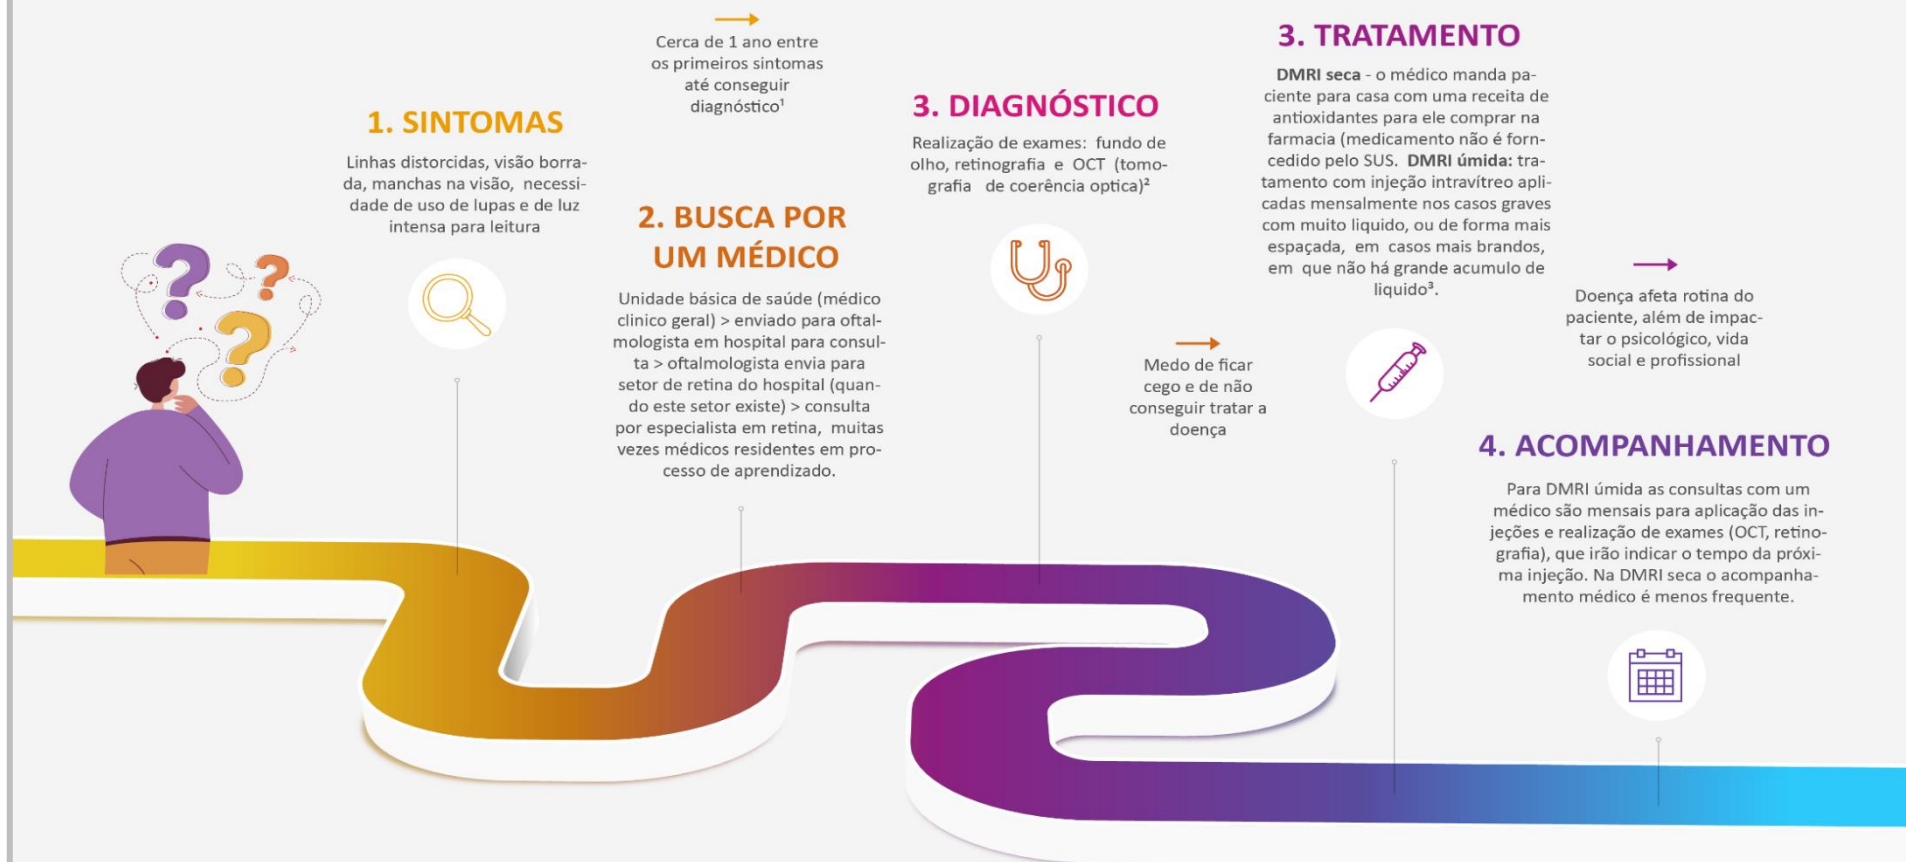 1. SINTOMAS
Linhas distorcidas, visão borra-
da, manchas na visão, necessi-
dade de uso de lupas e de luz
intensa para leitura
Cerca de 1 ano entre
os primeiros sintomas
até conseguir
diagnóstico¹
2. BUSCA POR
UM MÉDICO
Unidade básica de saúde (médico
clinico geral) > enviado para oftal-
mologista em hospital para consul-
ta > oftalmologista envia para
setor de retina do hospital (quan-
do este setor existe) > consulta
por especialista em retina, muitas
vezes médicos residentes em pro-
cesso de aprendizado.
3. DIAGNÓSTICO
Realização de exames: fundo de
olho, retinografia e OCT (tomo-
grafia de coerência optica)²
Medo de ficar
cego e de não
conseguir tratar a
doença
3. TRATAMENTO
DMRI seca - o médico manda pa-
ciente para casa com uma receita de
antioxidantes para ele comprar na
farmacia (medicamento não é forn-
cedido pelo SUS. DMRI úmida: tra-
tamento com injeção intravítreo apli-
cadas mensalmente nos casos graves
com muito liquido, ou de forma mais
espaçada, em casos mais brandos,
em que não há grande acumulo de
liquido³.
Doença afeta rotina do
paciente, além de impac-
tar o psicológico, vida
social e profissional
4. ACOMPANHAMENTO
Para DMRI úmida as consultas com um
médico são mensais para aplicação das in-
jeções e realização de exames (OCT, retino-
grafia), que irão indicar o tempo da próxi-
ma injeção. Na DMRI seca o acompanha-
mento médico é menos frequente.